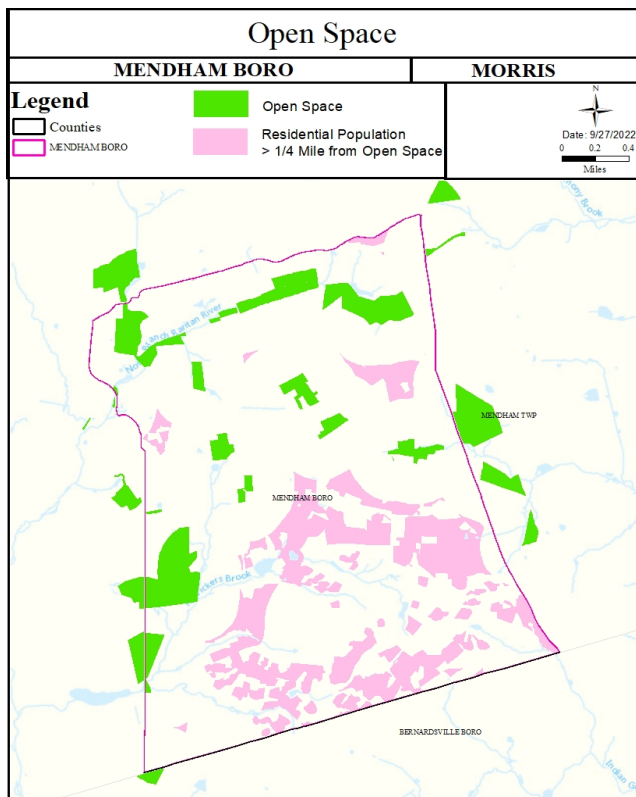 Open Space
MENDHAM BORO
MORRIS
Legend
Counties
MENDHAM BORO
Open Space
Residential Population
> 1/4 Mile from Open Space
N
Date: 9/27/2022
0 0.2 0.4
Miles
Brook
Raritan River
MENDHAM TWP
MENDHAM BORO
Brook
BERNARDSVILLE BORO
Indian